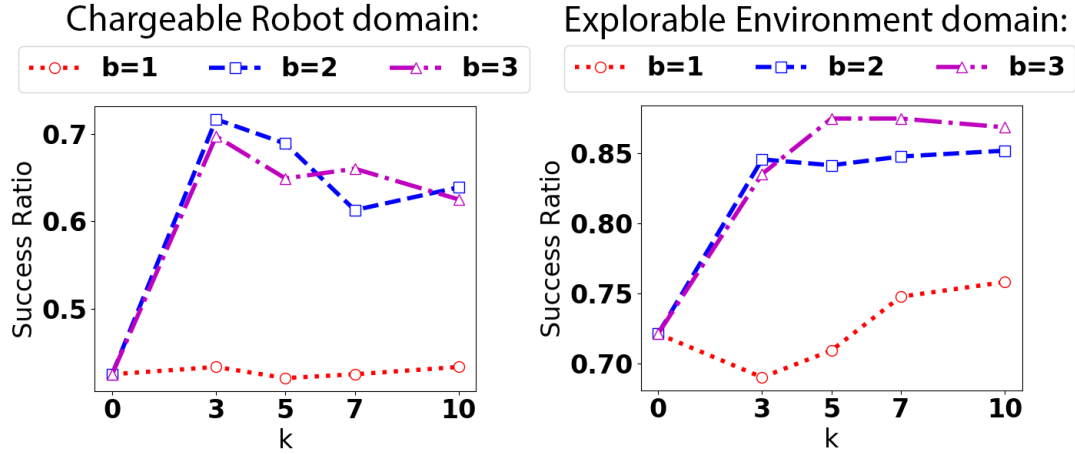 Chargeable Robot domain:
b=1 b=2 b=3
0.7
0.6
0.5
Success Ratio
0 3 5 7 10
k
Explorable Environment domain:
b=1 b=2 b=3
0.85
0.80
0.75
0.70
Success Ratio
0 3 5 7 10
k